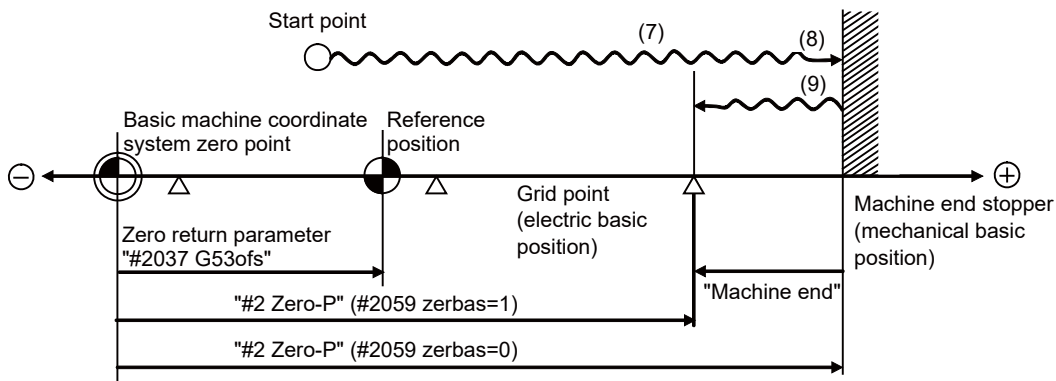 Start point
(7)
(8)
(9)
Basic machine coordinate
system zero point
Reference
position
−
+
Grid point
(electric basic
position)
Machine end stopper
(mechanical basic
position)
Zero return parameter
"#2037 G53ofs"
"Machine end"
"#2 Zero-P" (#2059 zerbas=1)
"#2 Zero-P" (#2059 zerbas=0)